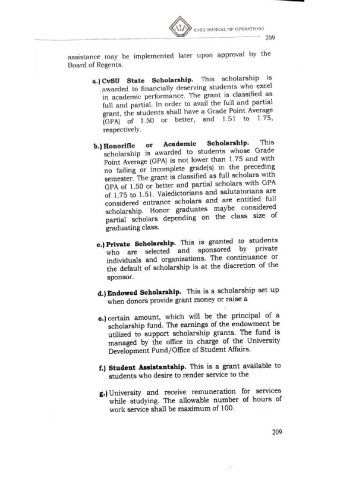 CVSU MANUAL OF OPERATIONS
209
assistance may be implemented later upon approval by the
Board of Regents.
a.) CvSU State Scholarship. This scholarship is
awarded to financially deserving students who excel
in academic performance. The grant is classified as
full and partial. In order to avail the full and partial
grant, the students shall have a Grade Point Average
(GPA) of 1.50 or better, and 1.51 to 1.75,
respectively.
b.) Honorific or Academic Scholarship. This
scholarship is awarded to students whose Grade
Point Average (GPA) is not lower than 1.75 and with
no failing or incomplete grade(s) in the preceding
semester. The grant is classified as full scholars with
GPA of 1.50 or better and partial scholars with GPA
of 1.75 to 1.51. Valedictorians and salutatorians are
considered entrance scholars and are entitled full
scholarship. Honor graduates maybe considered
partial scholars depending on the class size of
graduating class.
c.) Private Scholarship. This is granted to students
who are selected and sponsored by private
individuals and organizations. The continuance or
the default of scholarship is at the discretion of the
sponsor.
d.) Endowed Scholarship. This is a scholarship set up
when donors provide grant money or raise a
e.) certain amount, which will be the principal of a
scholarship fund. The earnings of the endowment be
utilized to support scholarship grants. The fund is
managed by the office in charge of the University
Development Fund/Office of Student Affairs.
f.) Student Assistantship. This is a grant available to
students who desire to render service to the
g.) University and receive remuneration for services
while studying. The allowable number of hours of
work service shall be maximum of 100.
209